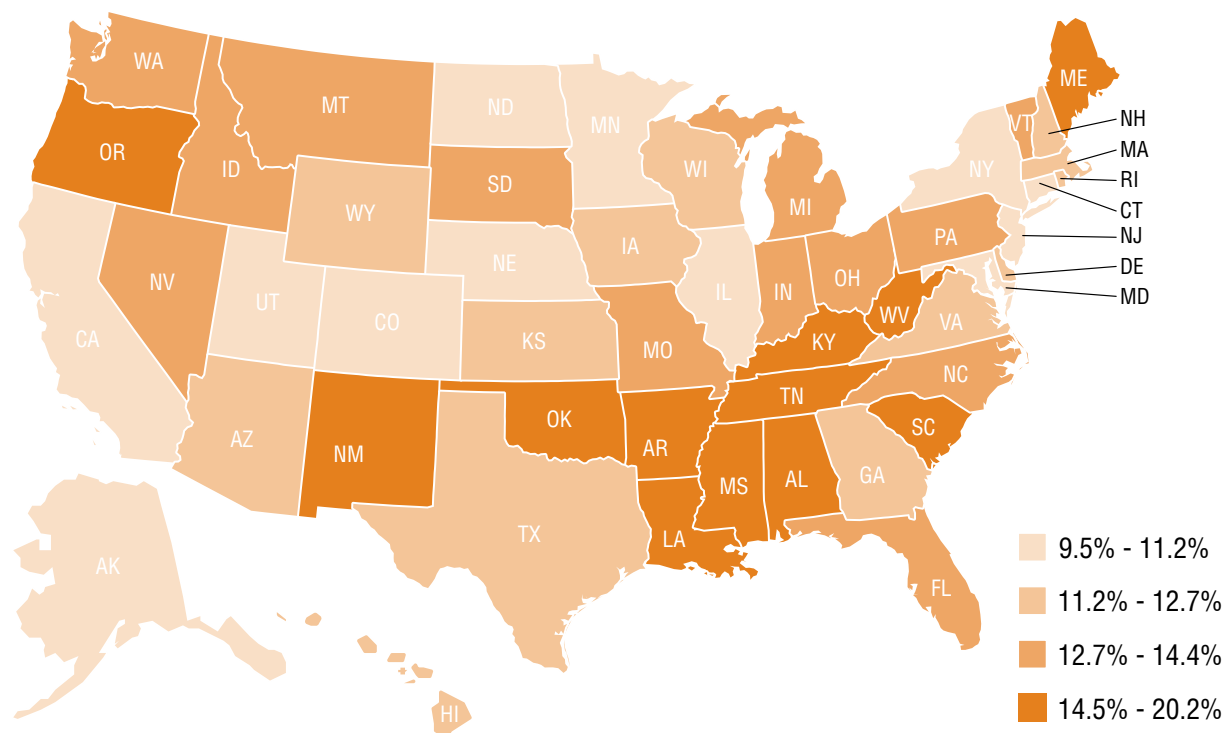 WA
MT
ND
MN
ME
VT
NH
MA
RI
CT
NJ
DE
MD
OR
ID
SD
WI
MI
NY
WY
IA
PA
NV
UT
NE
IL
IN
OH
CA
CO
KS
MO
KY
WV
VA
NC
AZ
NM
OK
AR
TN
SC
MS
AL
GA
TX
LA
FL
AK
HI
9.5% - 11.2%
11.2% - 12.7%
12.7% - 14.4%
14.5% - 20.2%